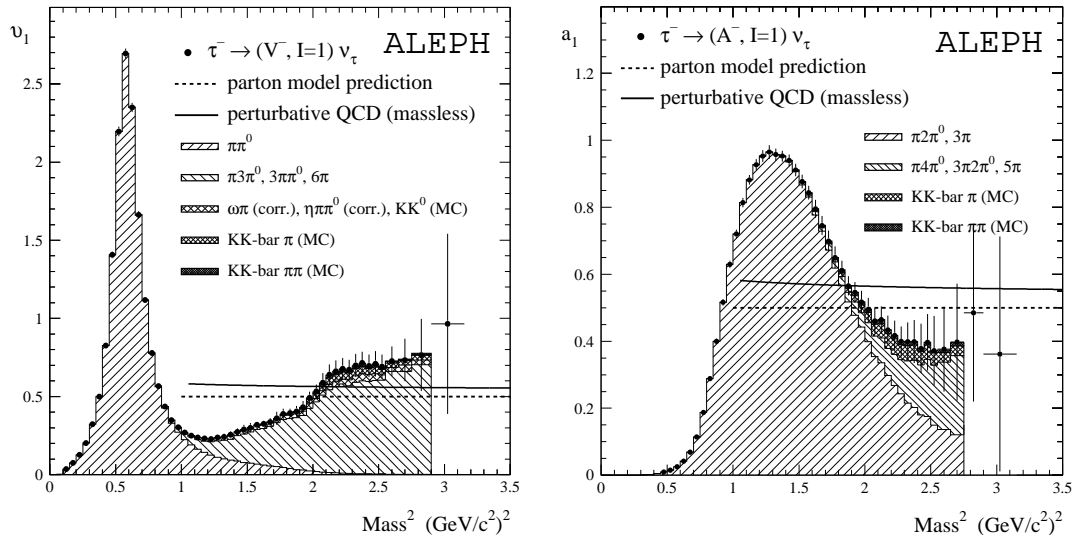 υ₁
τ⁻ → (V⁻, I=1) ν_τ
ALEPH
parton model prediction
perturbative QCD (massless)
ππ⁰
π3π⁰, 3ππ⁰, 6π
ωπ (corr.), ηππ⁰ (corr.), KK⁰ (MC)
KK-bar π (MC)
KK-bar ππ (MC)
2.5
2
1.5
1
0.5
0
0 0.5 1 1.5 2 2.5 3 3.5
Mass² (GeV/c²)²
a₁
τ⁻ → (A⁻, I=1) ν_τ
ALEPH
parton model prediction
perturbative QCD (massless)
π2π⁰, 3π
π4π⁰, 3π2π⁰, 5π
KK-bar π (MC)
KK-bar ππ (MC)
1.2
1
0.8
0.6
0.4
0.2
0
0 0.5 1 1.5 2 2.5 3 3.5
Mass² (GeV/c²)²